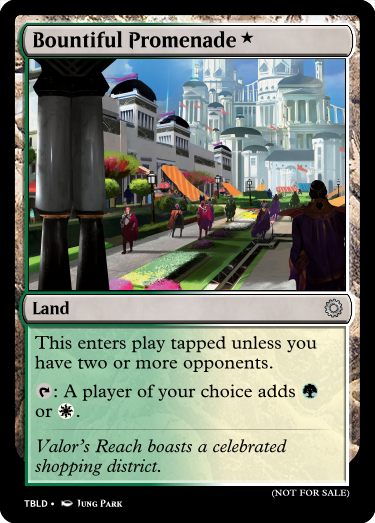 Bountiful Promenade★
Land
This enters play tapped unless you
have two or more opponents.
: A player of your choice adds
or .
Valor's Reach boasts a celebrated
shopping district.
(NOT FOR SALE)
TBLD • Jung Park